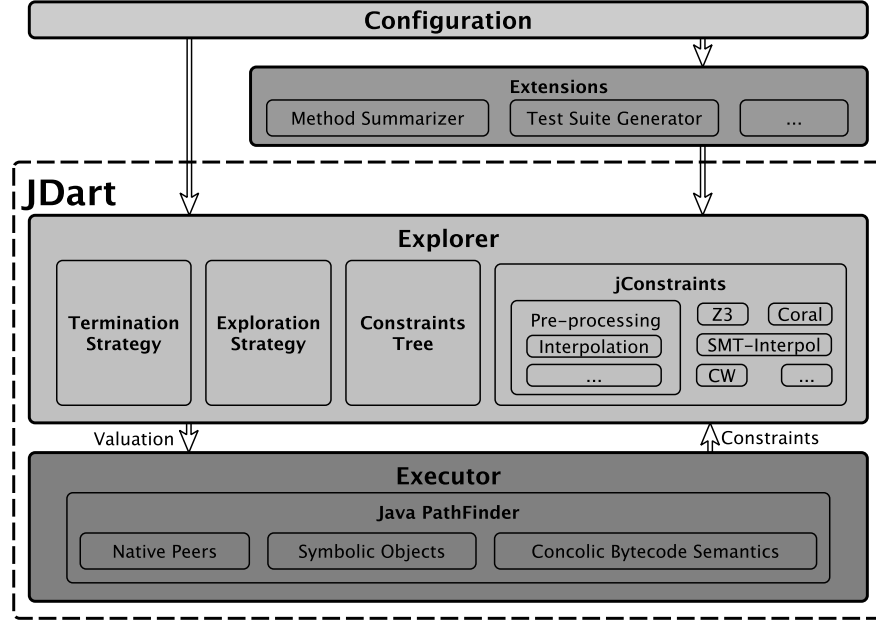 Configuration
Extensions
Method Summarizer
Test Suite Generator
...
JDart
Explorer
Termination
Strategy
Exploration
Strategy
Constraints
Tree
jConstraints
Pre-processing
Interpolation
...
Z3
Coral
SMT-Interpol
CW
...
Valuation
Constraints
Executor
Java PathFinder
Native Peers
Symbolic Objects
Concolic Bytecode Semantics